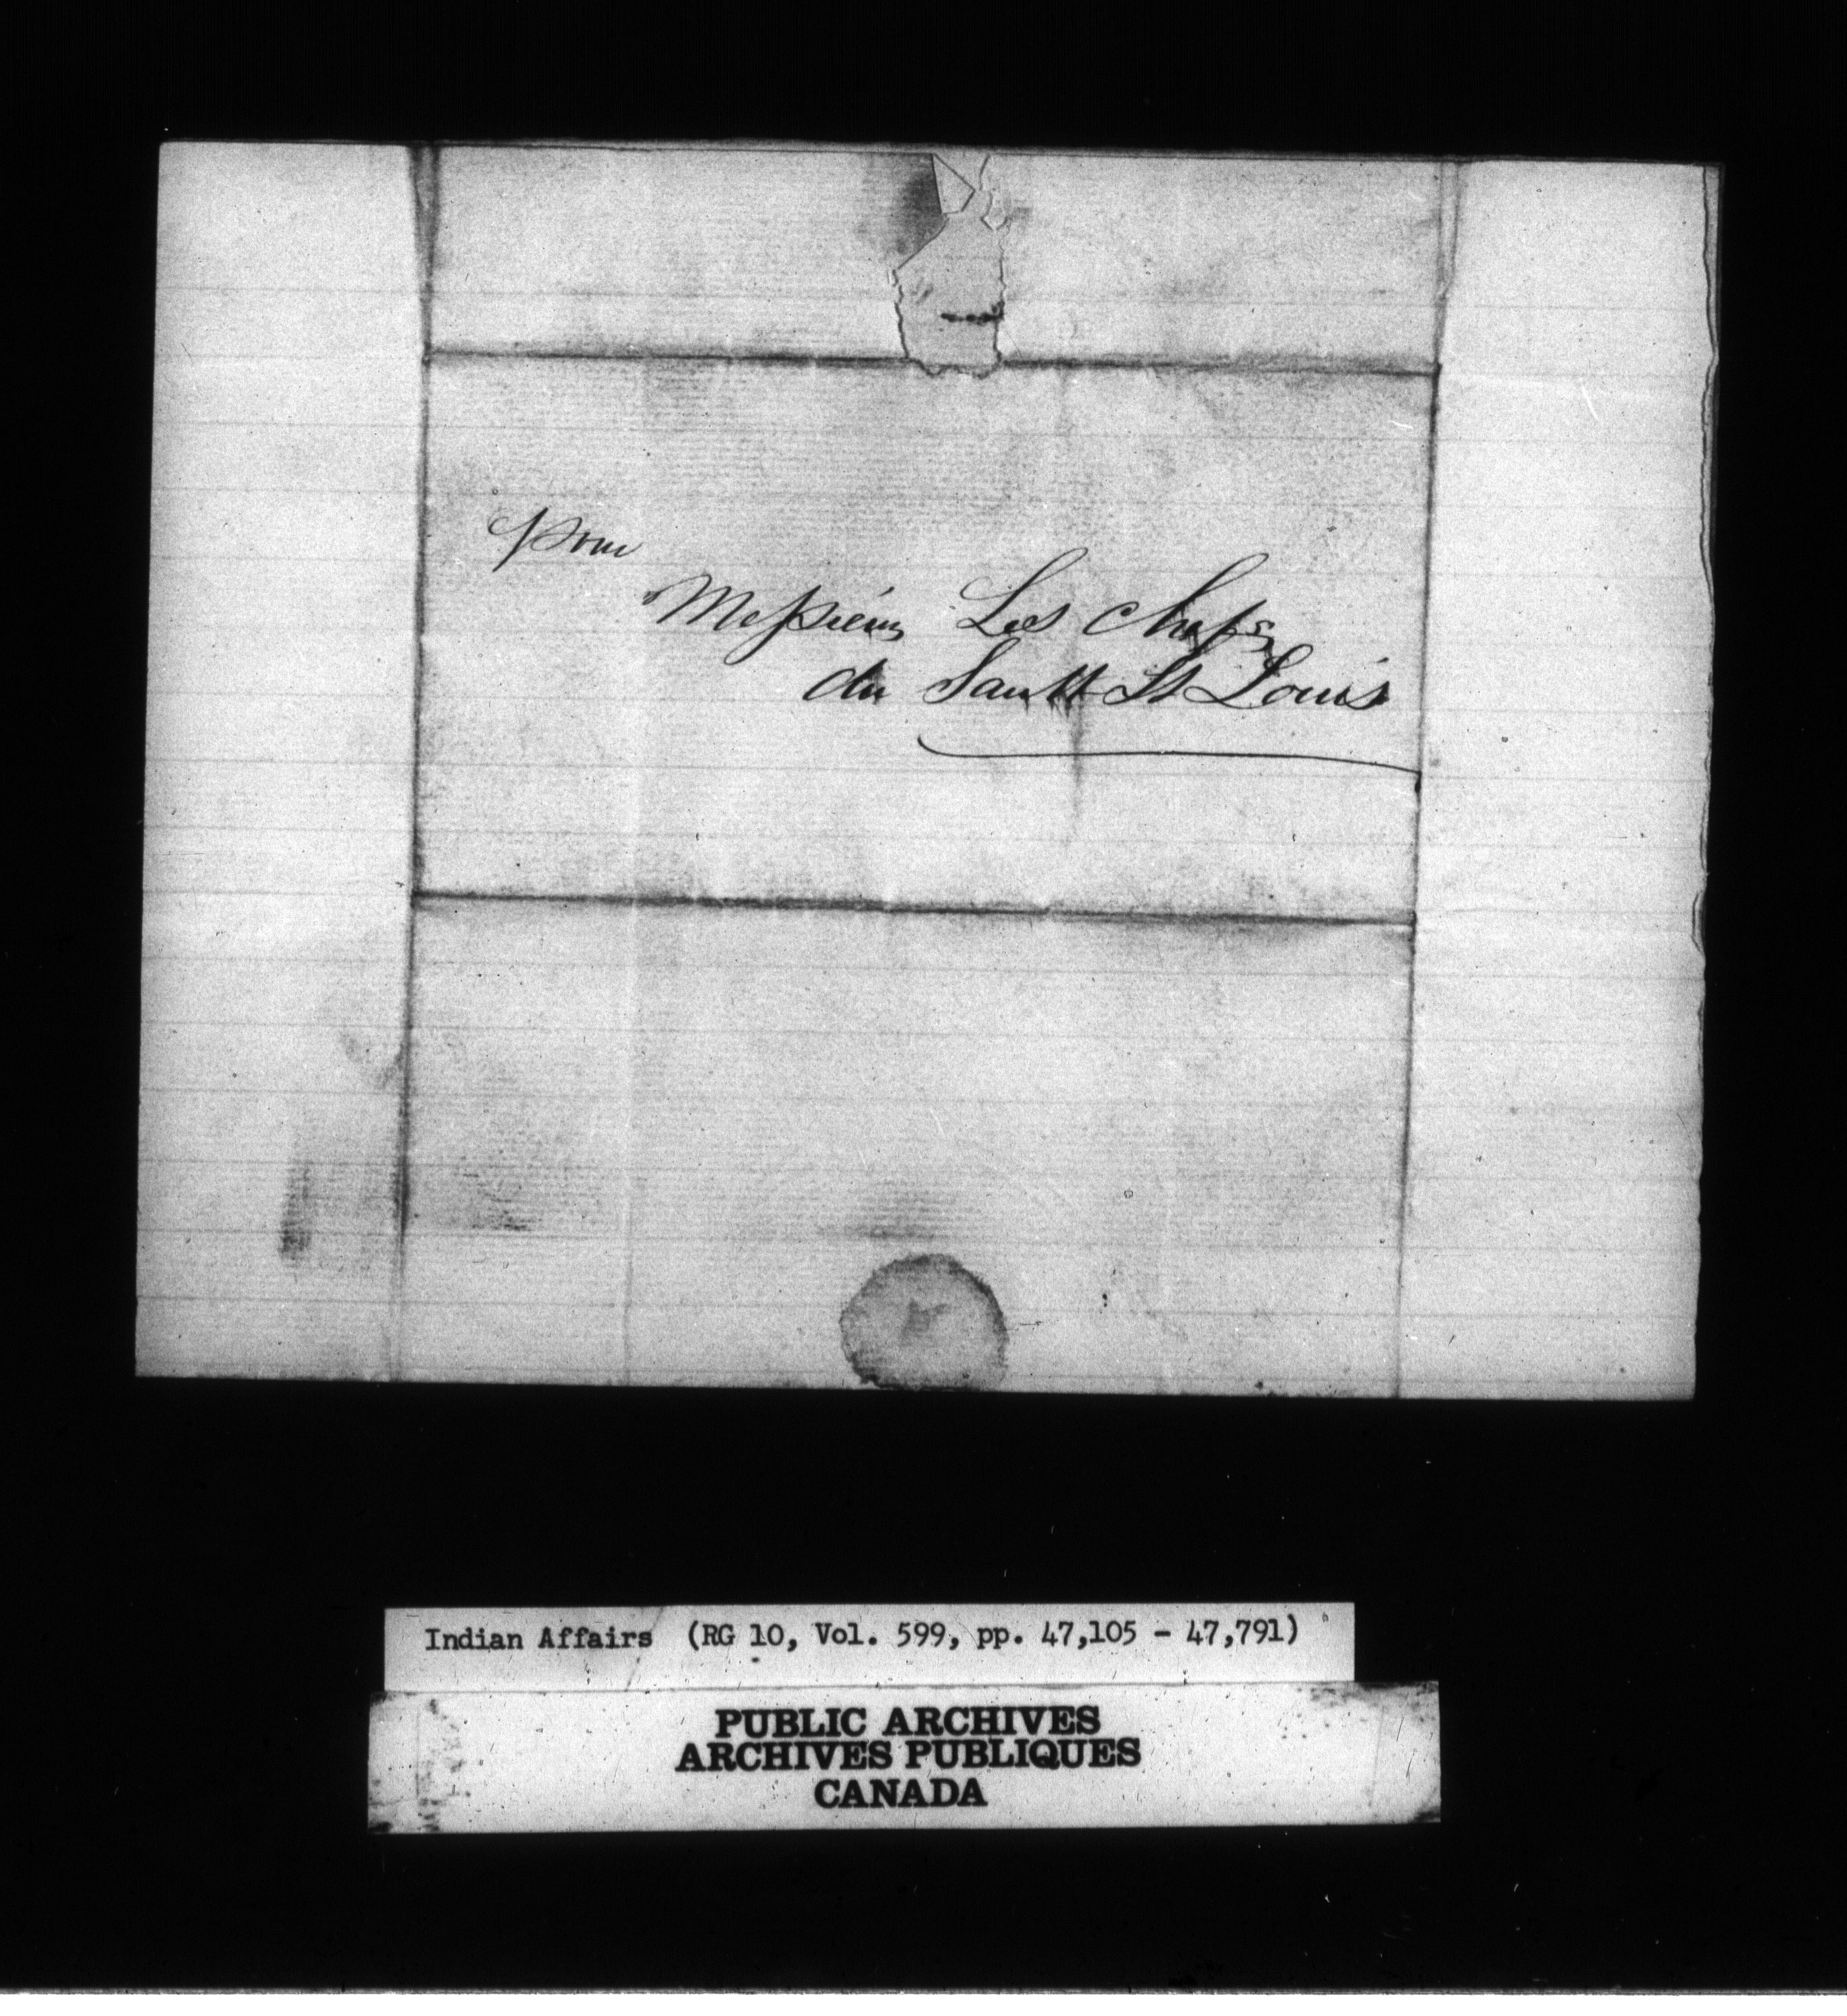 pour
Messieurs Les Chefs
du Sault St Louis
Indian Affairs (RG 10, Vol. 599, pp. 47,105 - 47,791)
PUBLIC ARCHIVES
ARCHIVES PUBLIQUES
CANADA